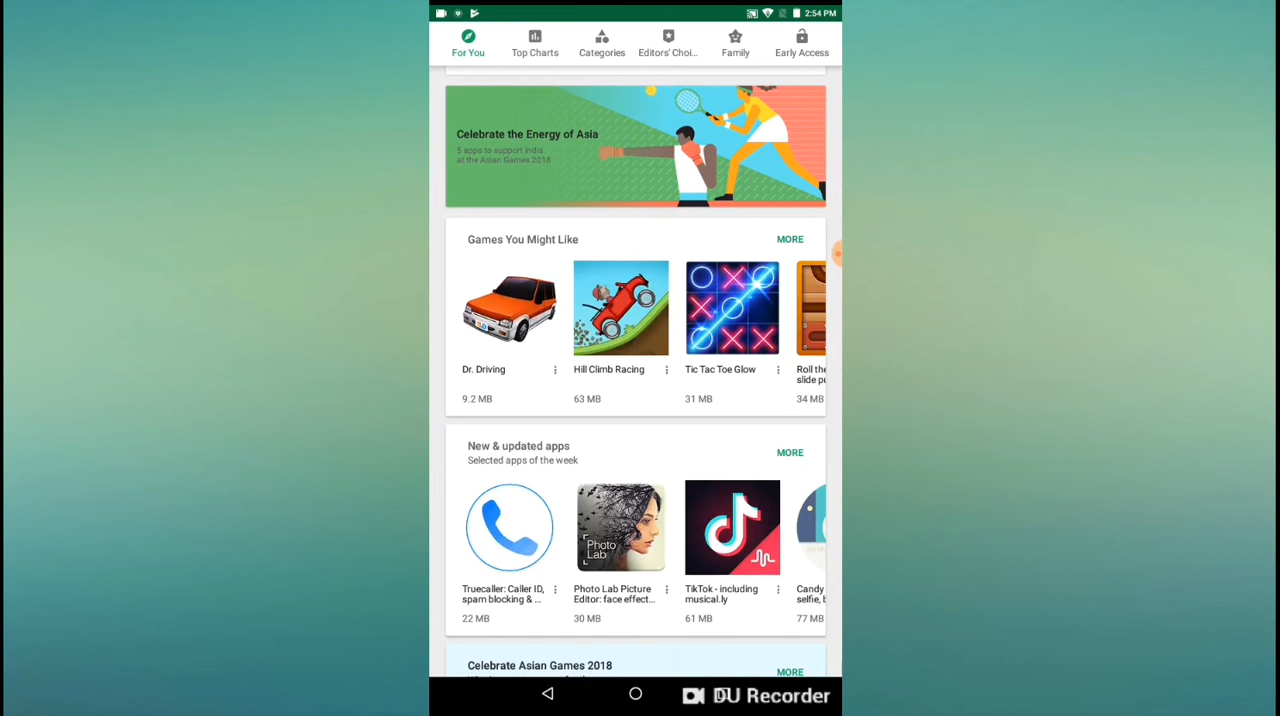 2:54 PM
For You
Top Charts
Categories
Editors' Choi...
Family
Early Access
Celebrate the Energy of Asia
5 apps to support India
at the Asian Games 2018
Games You Might Like
MORE
Dr. Driving
9.2 MB
Hill Climb Racing
63 MB
Tic Tac Toe Glow
31 MB
Roll the
slide pu
34 MB
New & updated apps
Selected apps of the week
MORE
Photo
Lab
Truecaller: Caller ID,
spam blocking & ...
22 MB
Photo Lab Picture
Editor: face effect...
30 MB
TikTok - including
musical.ly
61 MB
Candy
selfie, b
77 MB
Celebrate Asian Games 2018
MORE
DU Recorder